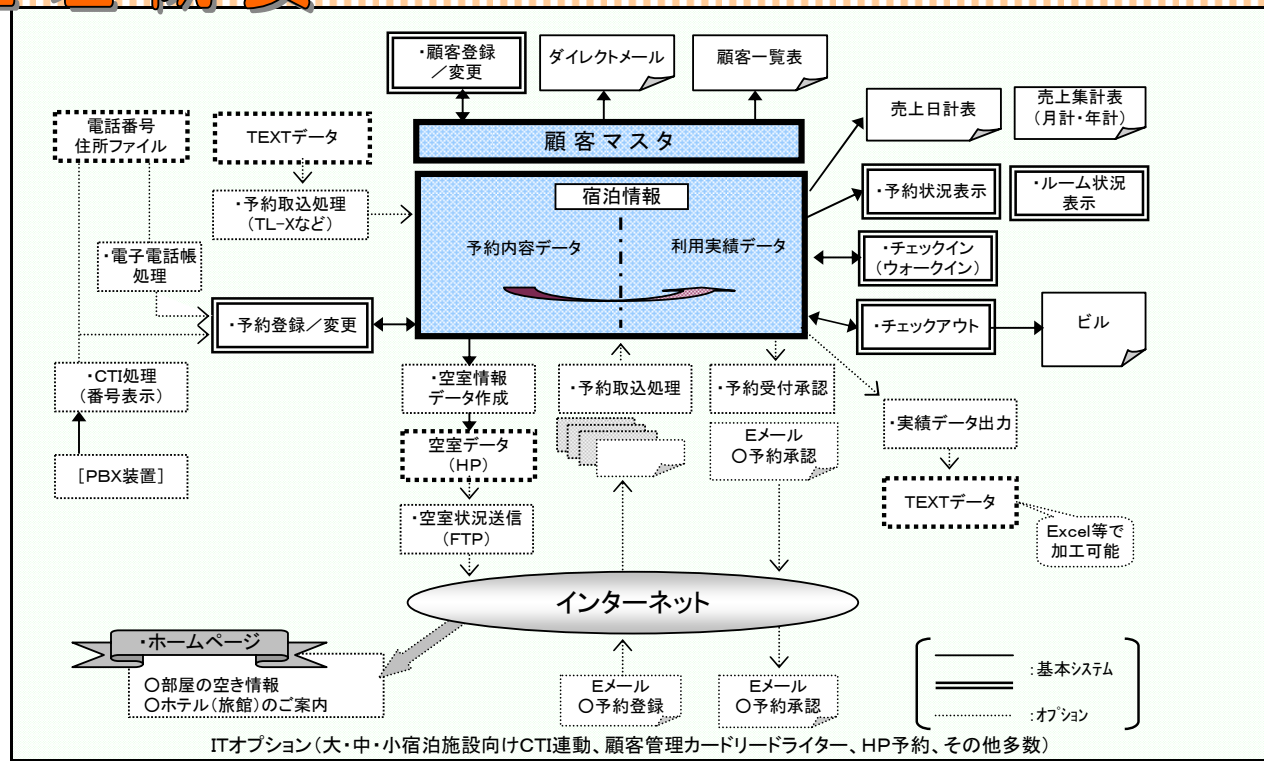 ・顧客登録
／変更
ダイレクトメール
顧客一覧表
電話番号
住所ファイル
TEXTデータ
顧客マスタ
売上日計表
売上集計表
(月計・年計)
・予約取込処理
(TL-Xなど)
宿泊情報
・予約状況表示
・ルーム状況
表示
予約内容データ
利用実績データ
・電子電話帳
処理
・チェックイン
(ウォークイン)
・予約登録／変更
・チェックアウト
ビル
・CTI処理
(番号表示)
・空室情報
データ作成
・予約取込処理
・予約受付承認
・実績データ出力
空室データ
(HP)
Eメール
○予約承認
[PBX装置]
TEXTデータ
・空室状況送信
(FTP)
Excel等で
加工可能
インターネット
・ホームページ
○部屋の空き情報
○ホテル(旅館)のご案内
Eメール
○予約登録
Eメール
○予約承認
:基本システム
:オプション
ITオプション(大・中・小宿泊施設向けCTI連動、顧客管理カードリードライター、HP予約、その他多数)